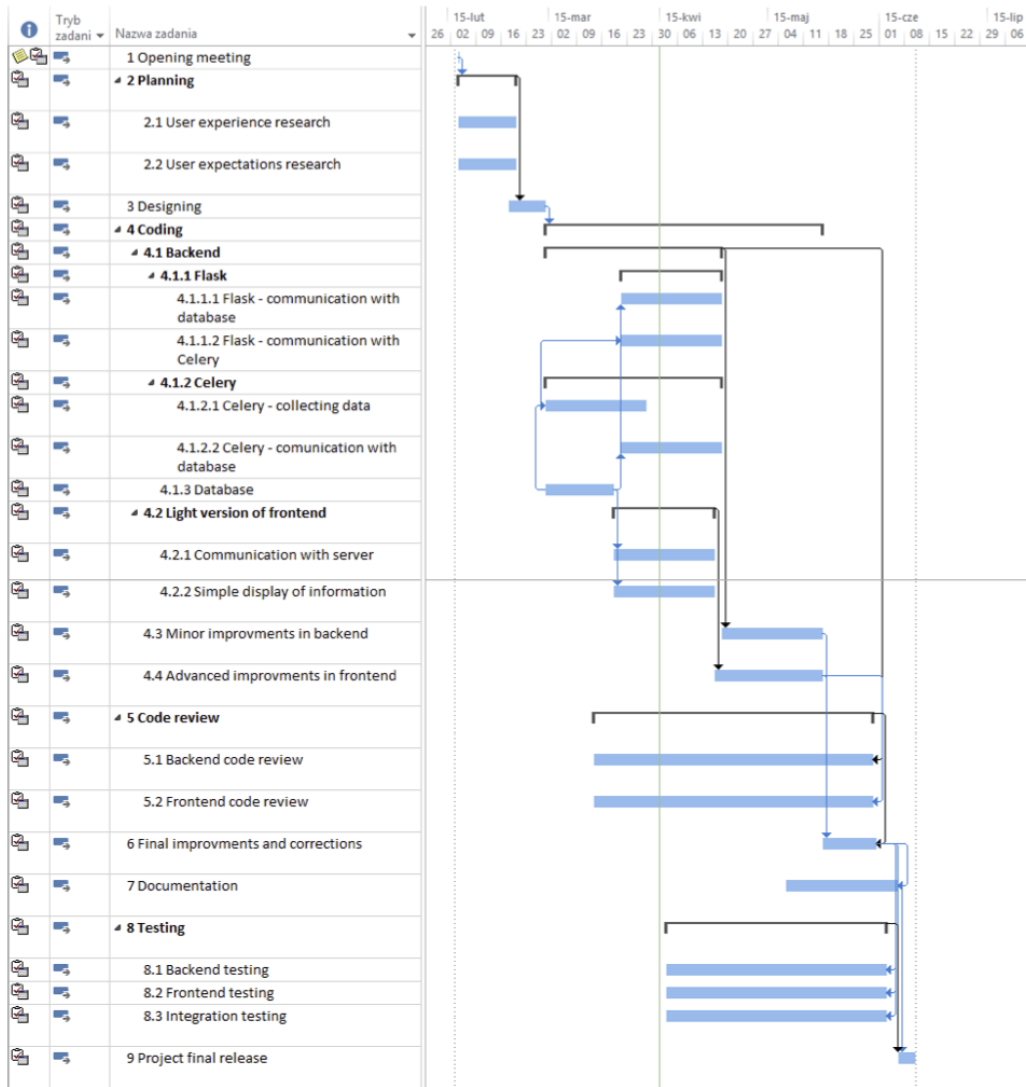 15-lut 15-mar 15-kwi 15-maj 15-cze 15-lip
Tryb
zadani Nazwa zadania
26 02 09 16 23 02 09 16 23 30 06 13 20 27 04 11 18 25 01 08 15 22 29 06
1 Opening meeting
2 Planning
2.1 User experience research
2.2 User expectations research
3 Designing
4 Coding
4.1 Backend
4.1.1 Flask
4.1.1.1 Flask - communication with
database
4.1.1.2 Flask - communication with
Celery
4.1.2 Celery
4.1.2.1 Celery - collecting data
4.1.2.2 Celery - comunication with
database
4.1.3 Database
4.2 Light version of frontend
4.2.1 Communication with server
4.2.2 Simple display of information
4.3 Minor improvments in backend
4.4 Advanced improvments in frontend
5 Code review
5.1 Backend code review
5.2 Frontend code review
6 Final improvments and corrections
7 Documentation
8 Testing
8.1 Backend testing
8.2 Frontend testing
8.3 Integration testing
9 Project final release